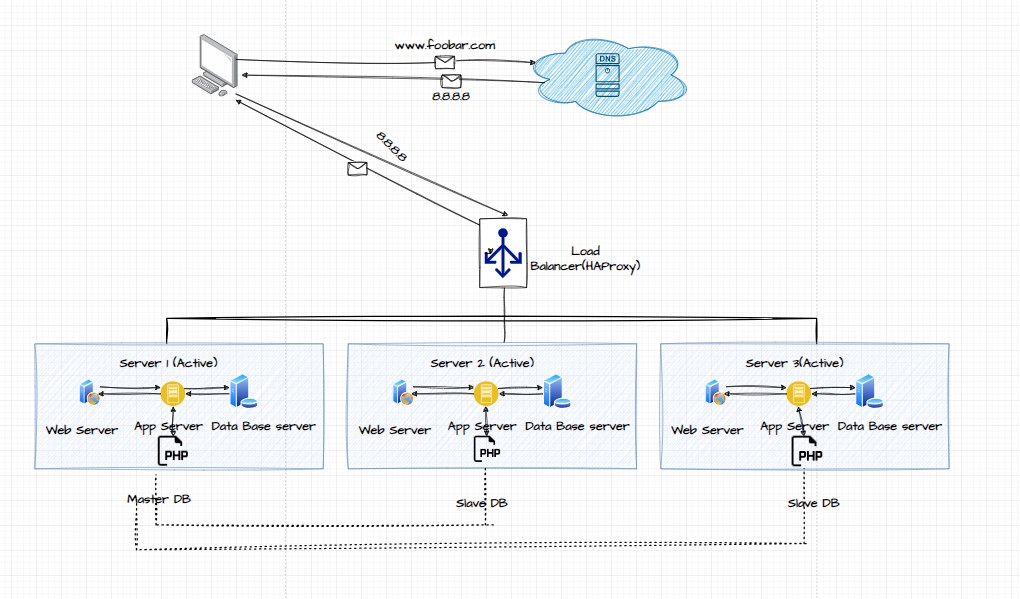 www.foobar.com
DNS
8.8.8.8
8.8.8.8
Load
Balancer(HAProxy)
Server 1 (Active)
Web Server
App Server
Data Base server
PHP
Server 2 (Active)
Web Server
App Server
Data Base server
PHP
Server 3(Active)
Web Server
App Server
Data Base server
PHP
Master DB
Slave DB
Slave DB